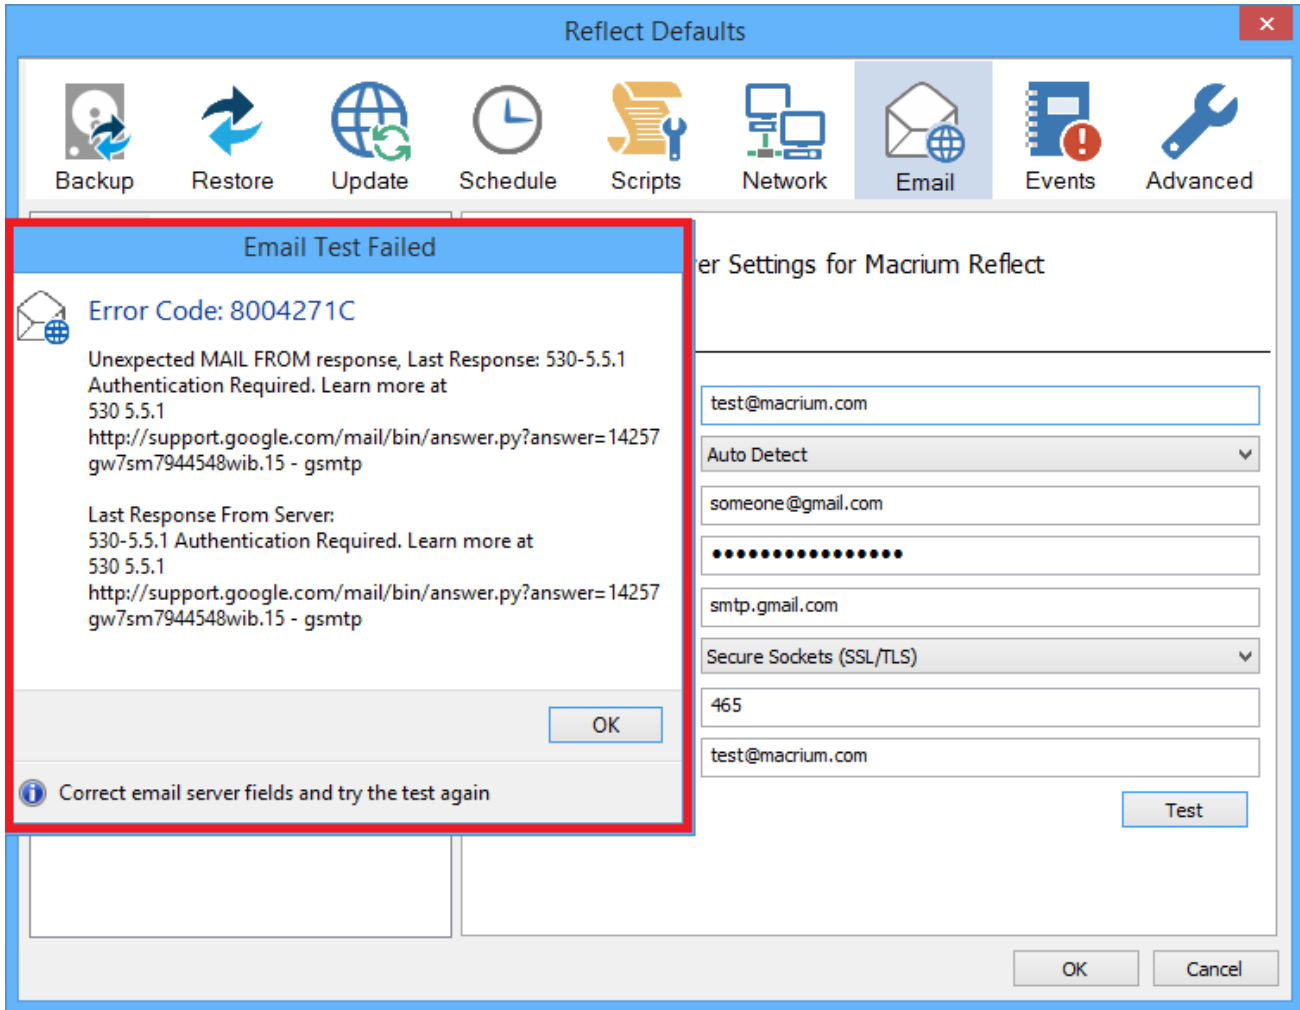 Reflect Defaults
Backup
Restore
Update
Schedule
Scripts
Network
Email
Events
Advanced
Email Test Failed
Error Code: 8004271C
Unexpected MAIL FROM response, Last Response: 530-5.5.1
Authentication Required. Learn more at
530 5.5.1
http://support.google.com/mail/bin/answer.py?answer=14257
gw7sm7944548wib.15 - gsmtp
Last Response From Server:
530-5.5.1 Authentication Required. Learn more at
530 5.5.1
http://support.google.com/mail/bin/answer.py?answer=14257
gw7sm7944548wib.15 - gsmtp
OK
Correct email server fields and try the test again
er Settings for Macrium Reflect
test@macrium.com
Auto Detect
someone@gmail.com
••••••••••••••••
smtp.gmail.com
Secure Sockets (SSL/TLS)
465
test@macrium.com
Test
OK
Cancel